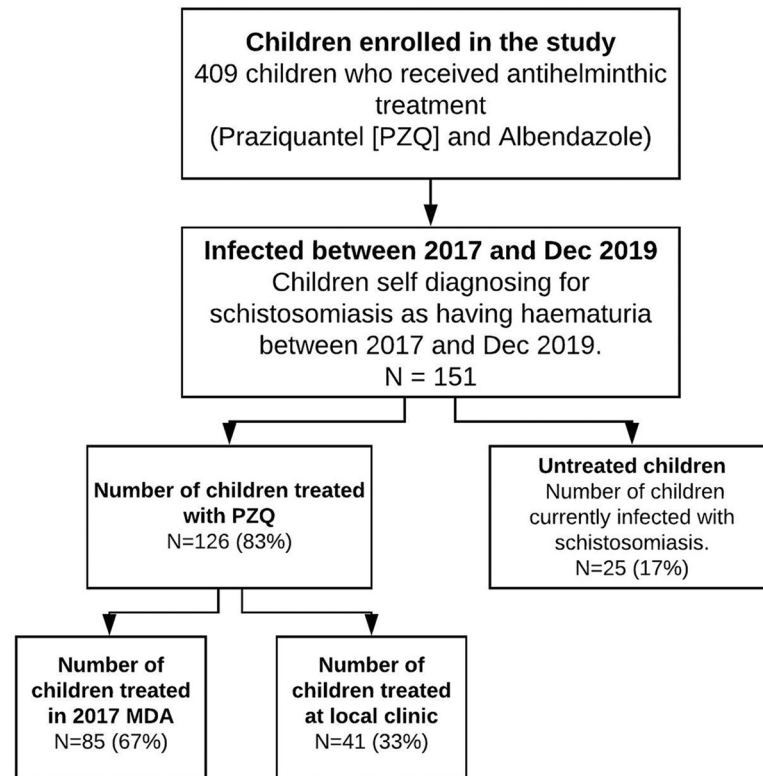 Children enrolled in the study
409 children who received antihelminthic
treatment
(Praziquantel [PZQ] and Albendazole)
Infected between 2017 and Dec 2019
Children self diagnosing for
schistosomiasis as having haematuria
between 2017 and Dec 2019.
N = 151
Number of children treated
with PZQ
N=126 (83%)
Untreated children
Number of children
currently infected with
schistosomiasis.
N=25 (17%)
Number of
children treated
in 2017 MDA
N=85 (67%)
Number of
children treated
at local clinic
N=41 (33%)